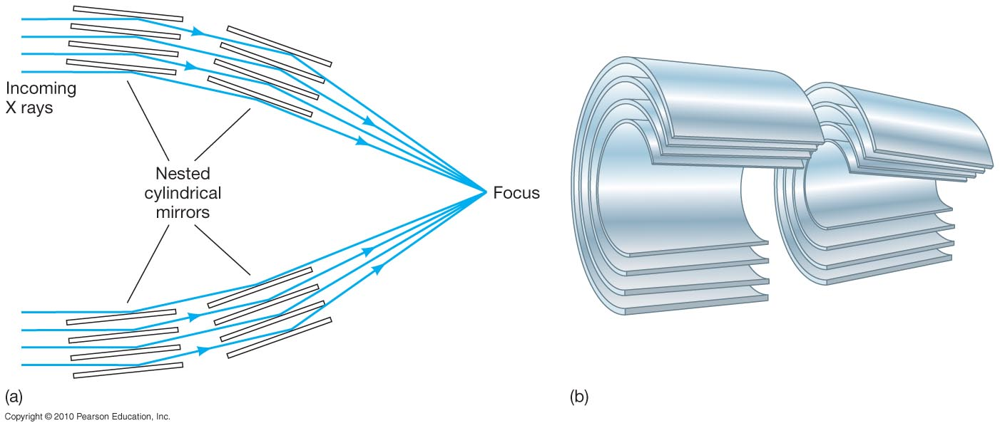 Incoming
X rays
Nested
cylindrical
mirrors
Focus
(a)
(b)
Copyright © 2010 Pearson Education, Inc.